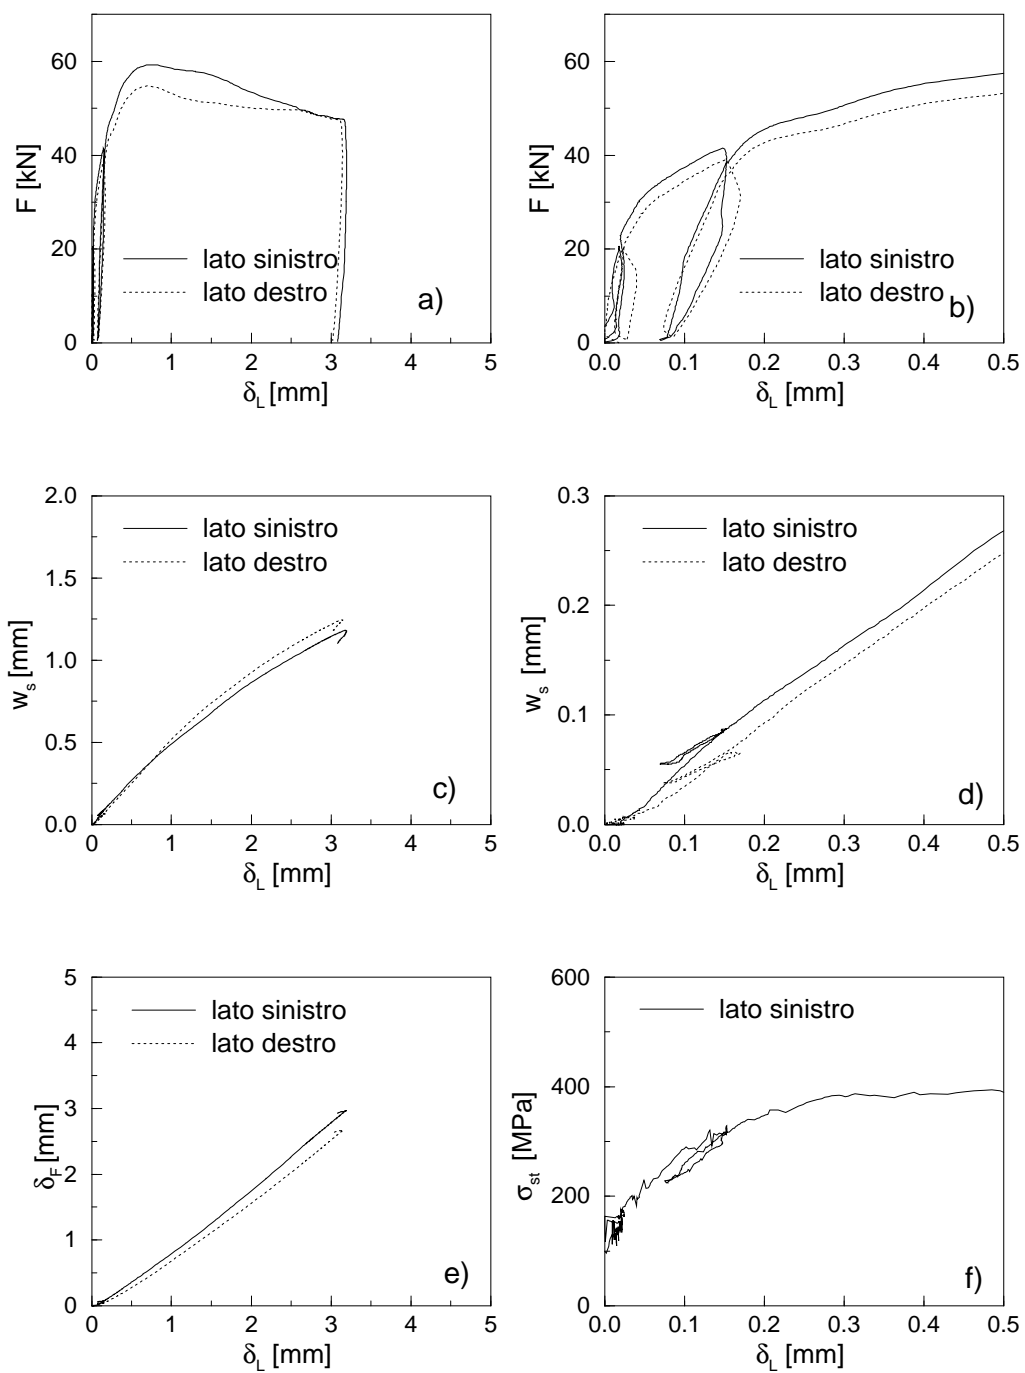 60
40
20
0
F [kN]
lato sinistro
lato destro
a)
0
1
2
3
4
5
δL [mm]
60
40
20
0
F [kN]
lato sinistro
lato destro
b)
0.0
0.1
0.2
0.3
0.4
0.5
δL [mm]
2.0
1.5
1.0
0.5
0.0
ws [mm]
lato sinistro
lato destro
c)
0
1
2
3
4
5
δL [mm]
0.3
0.2
0.1
0.0
ws [mm]
lato sinistro
lato destro
d)
0.0
0.1
0.2
0.3
0.4
0.5
δL [mm]
5
4
3
2
1
0
δF [mm]
lato sinistro
lato destro
e)
0
1
2
3
4
5
δL [mm]
600
400
200
0
σst [MPa]
lato sinistro
f)
0.0
0.1
0.2
0.3
0.4
0.5
δL [mm]